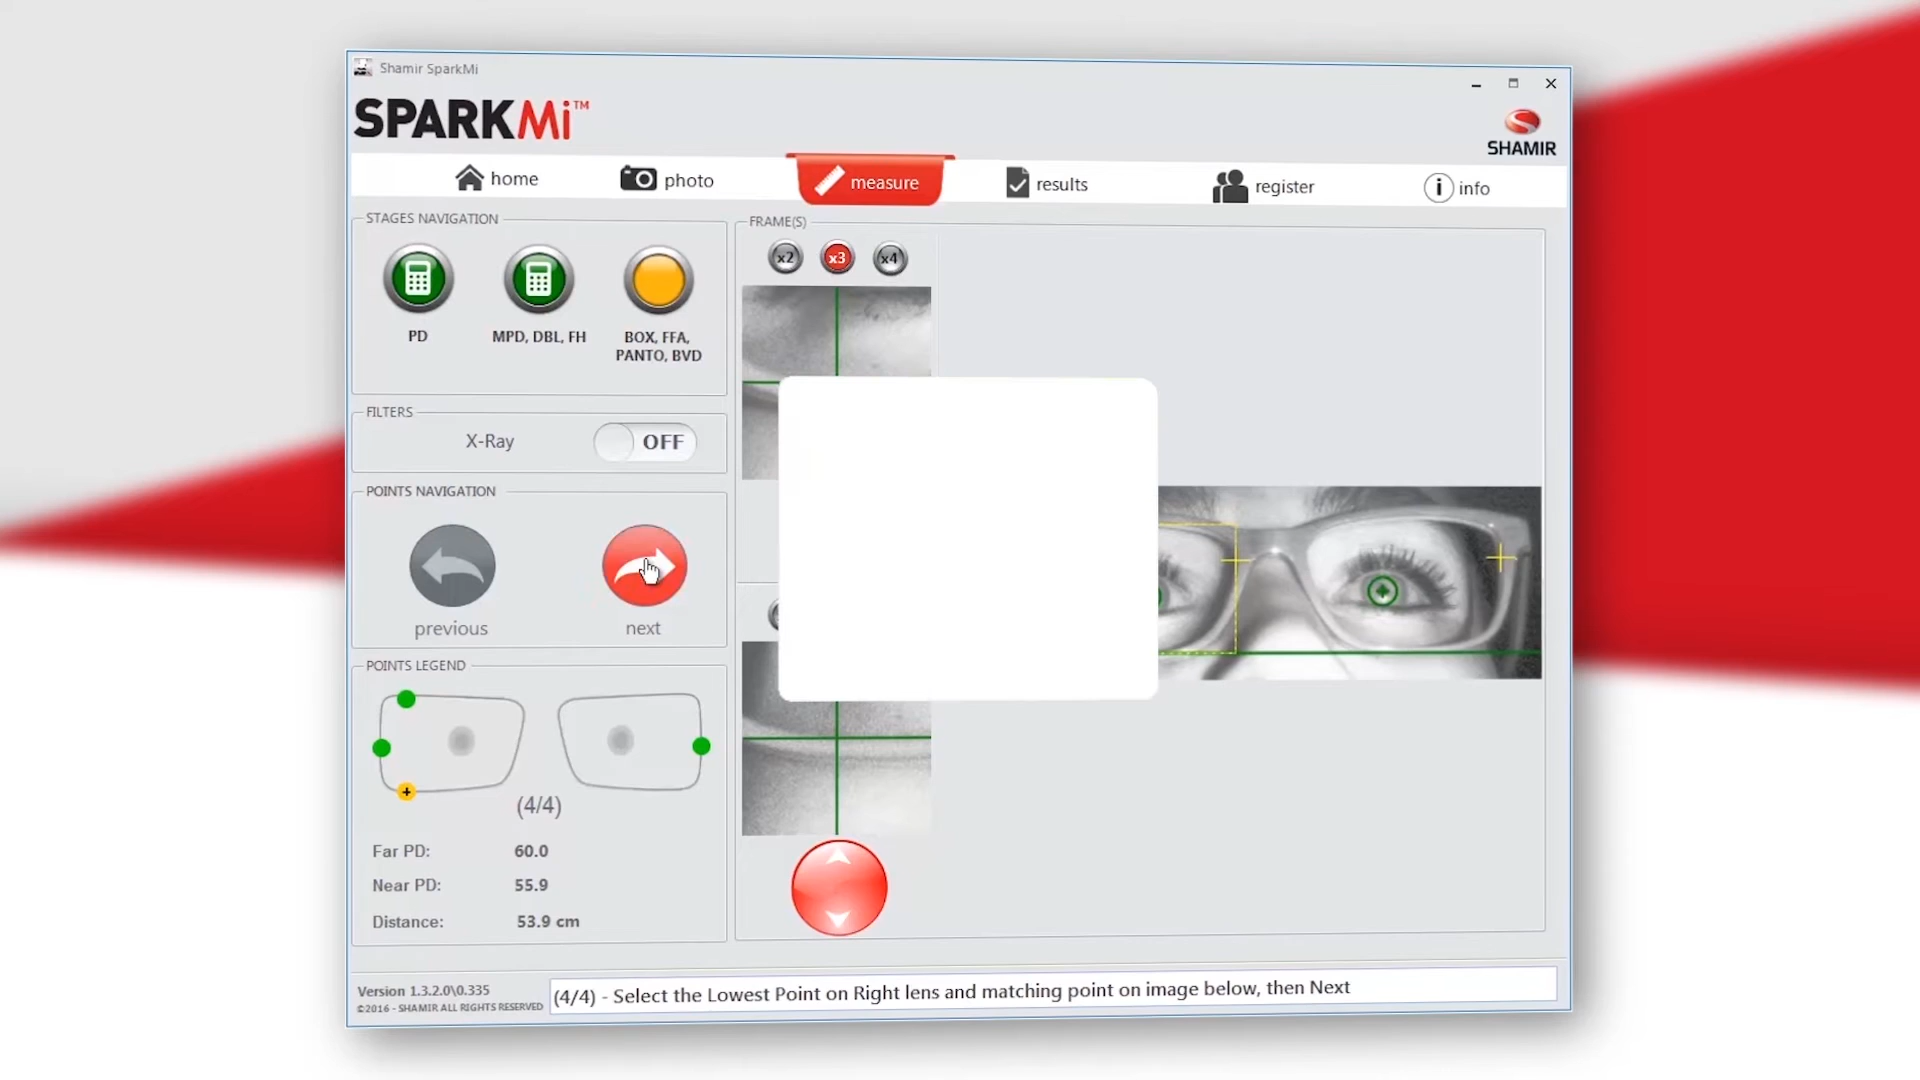 Shamir SparkMi
SPARKMi™
SHAMIR
home
photo
measure
results
register
info
STAGES NAVIGATION
PD
MPD, DBL, FH
BOX, FFA,
PANTO, BVD
FILTERS
X-Ray
OFF
POINTS NAVIGATION
previous
next
POINTS LEGEND
(4/4)
Far PD: 60.0
Near PD: 55.9
Distance: 53.9 cm
FRAME(S)
x2 x3 x4
Version 1.3.2.0\0.335
©2016 - SHAMIR ALL RIGHTS RESERVED
(4/4) - Select the Lowest Point on Right lens and matching point on image below, then Next